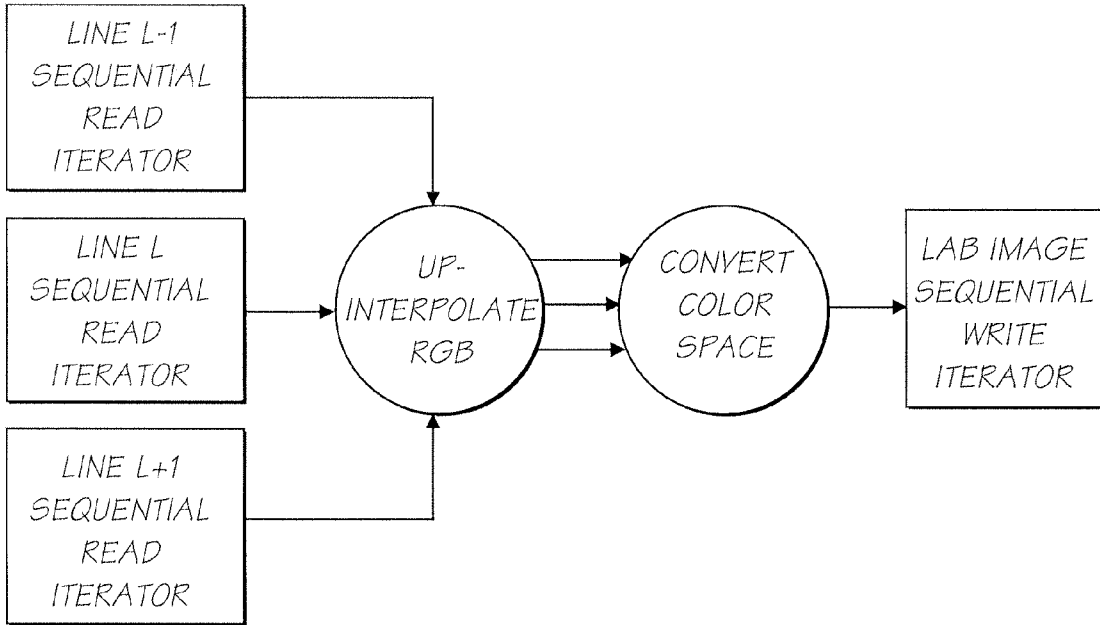 LINE L-1
SEQUENTIAL
READ
ITERATOR
LINE L
SEQUENTIAL
READ
ITERATOR
LINE L+1
SEQUENTIAL
READ
ITERATOR
UP-
INTERPOLATE
RGB
CONVERT
COLOR
SPACE
LAB IMAGE
SEQUENTIAL
WRITE
ITERATOR